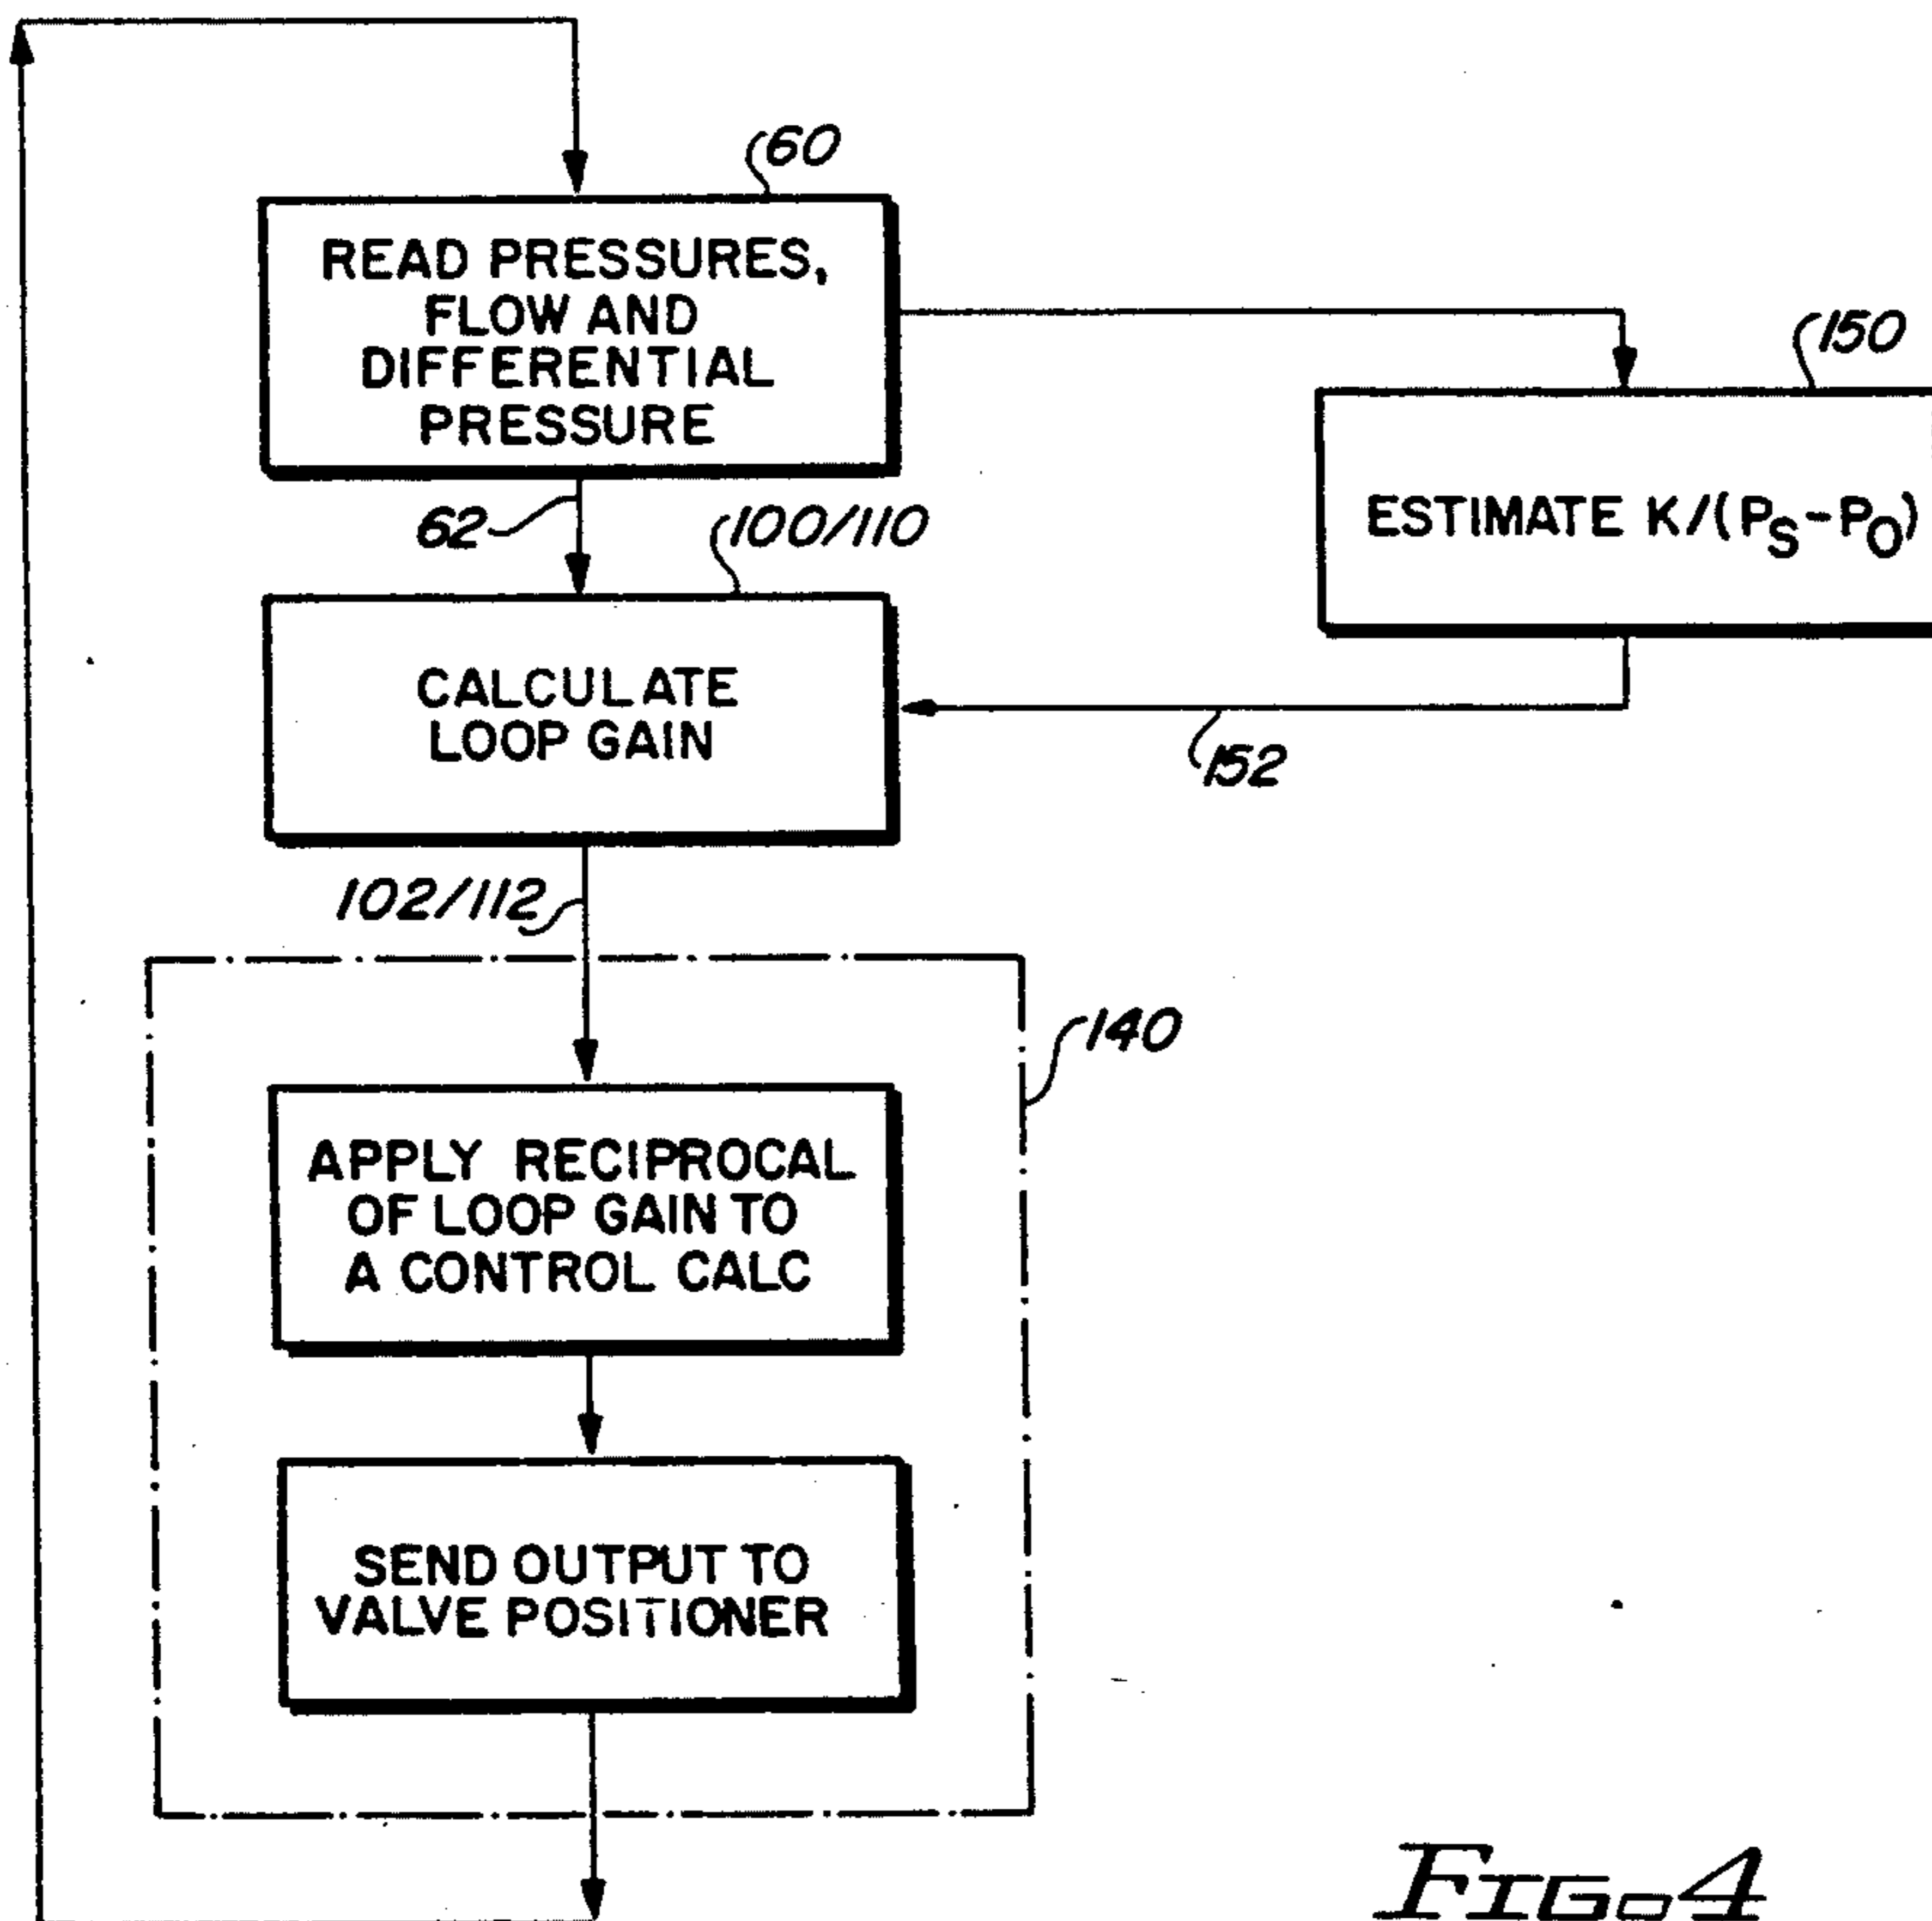 60
READ PRESSURES,
FLOW AND
DIFFERENTIAL
PRESSURE
150
ESTIMATE K/(PS-PO)
62
100/110
CALCULATE
LOOP GAIN
152
102/112
140
APPLY RECIPROCAL
OF LOOP GAIN TO
A CONTROL CALC
SEND OUTPUT TO
VALVE POSITIONER
FIG. 4